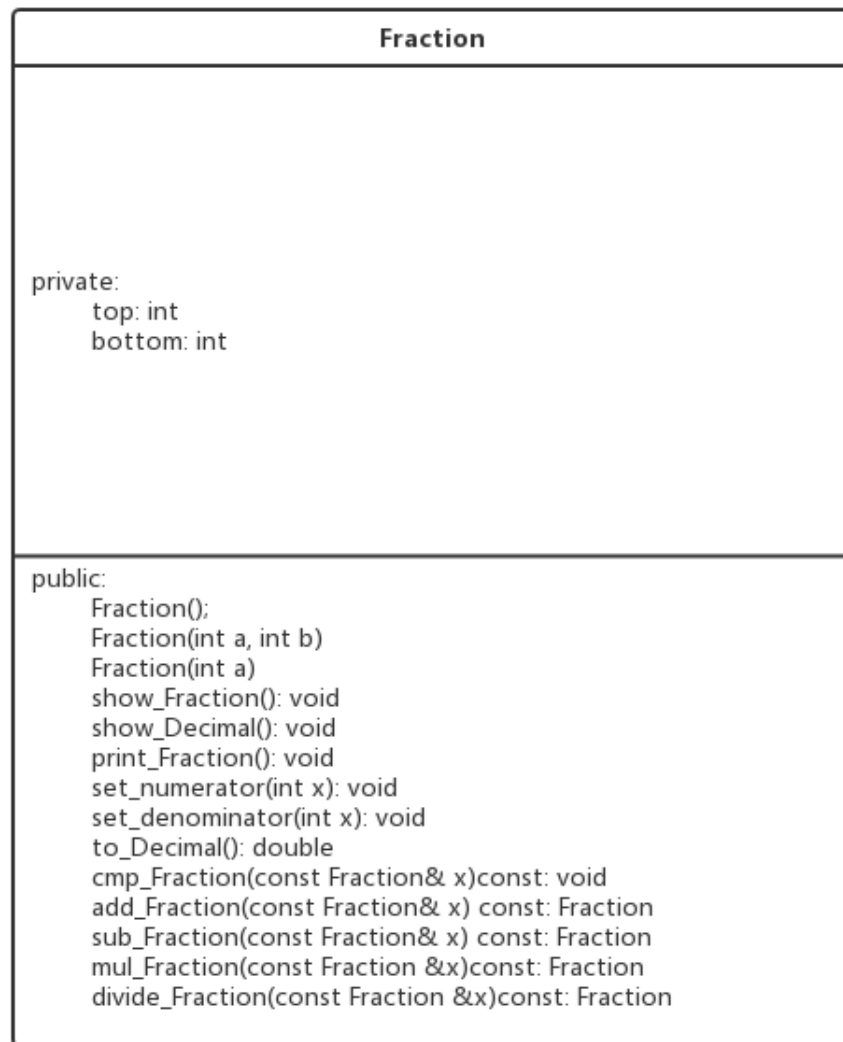 Fraction
private:
top: int
bottom: int
public:
Fraction();
Fraction(int a, int b)
Fraction(int a)
show_Fraction(): void
show_Decimal(): void
print_Fraction(): void
set_numerator(int x): void
set_denominator(int x): void
to_Decimal(): double
cmp_Fraction(const Fraction& x)const: void
add_Fraction(const Fraction& x) const: Fraction
sub_Fraction(const Fraction& x) const: Fraction
mul_Fraction(const Fraction &x)const: Fraction
divide_Fraction(const Fraction &x)const: Fraction